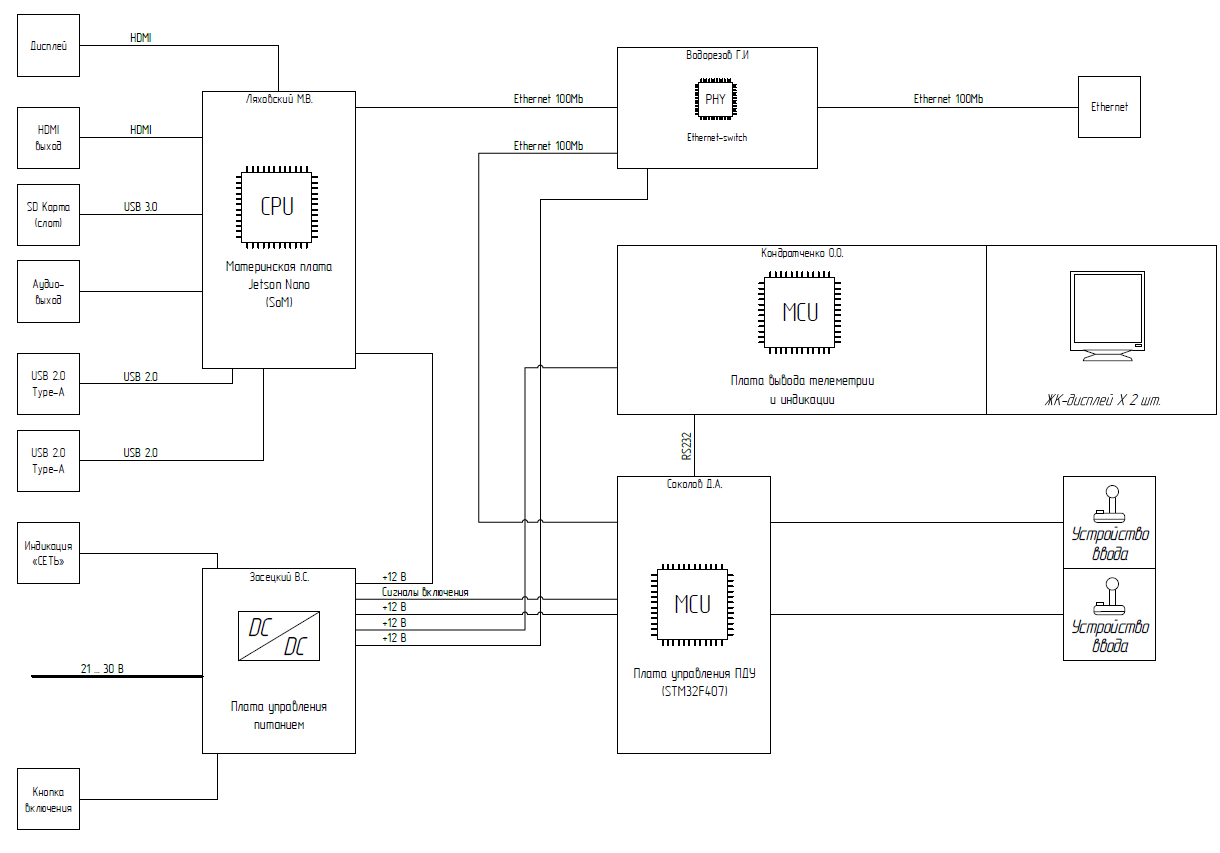 Дисплей
HDMI
HDMI
выход
HDMI
SD Карта
(слот)
USB 3.0
Аудио-
выход
USB 2.0
Type-A
USB 2.0
USB 2.0
Type-A
USB 2.0
Индикация
«СЕТЬ»
21 ... 30 В
Кнопка
включения
Ляховский М.В.
CPU
Материнская плата
Jetson Nano
(SoM)
Засецкий В.С.
DC
DC
Плата управления
питанием
+12 В
Сигналы включения
+12 В
+12 В
+12 В
Ethernet 100Mb
Ethernet 100Mb
Водорезов Г.И
PHY
Ethernet-switch
Ethernet 100Mb
Ethernet
Кондратченко О.О.
MCU
Плата вывода телеметрии
и индикации
ЖК-дисплей X 2 шт.
RS232
Соколов Д.А.
MCU
Плата управления ПДУ
(STM32F407)
Устройство
ввода
Устройство
ввода